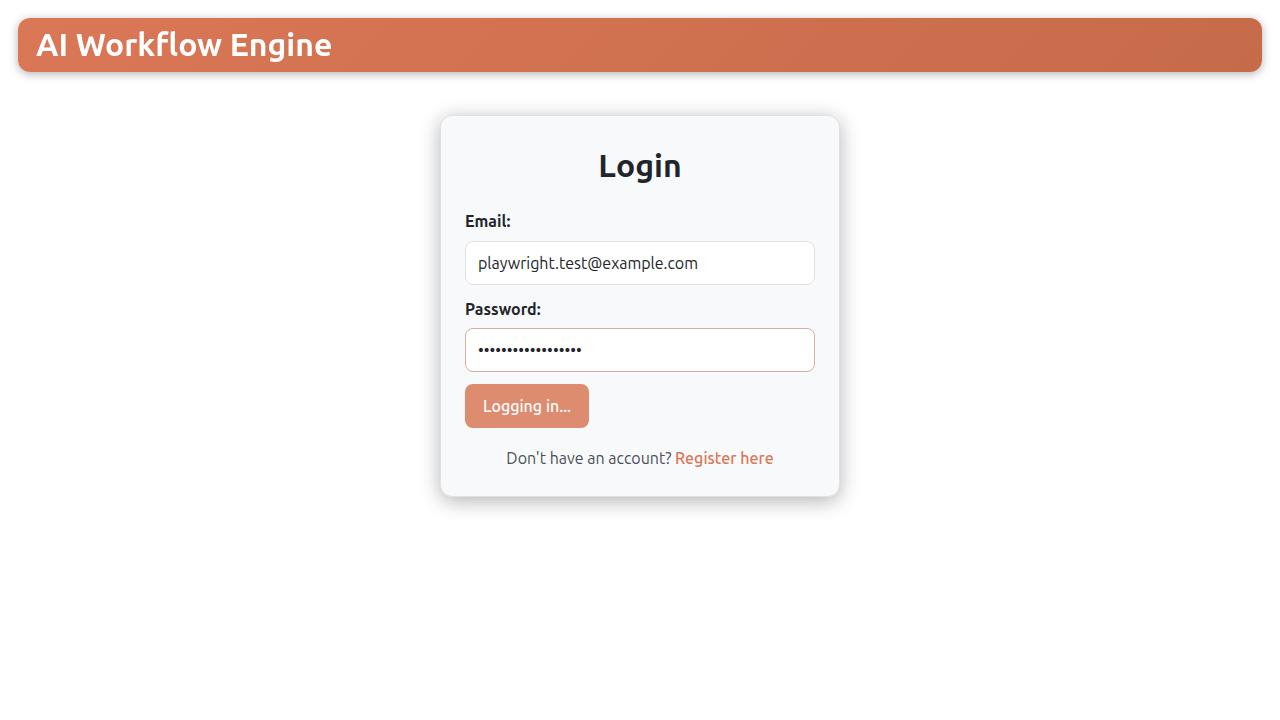 AI Workflow Engine
Login
Email:
playwright.test@example.com
Password:
••••••••••••••••••
Logging in...
Don't have an account? Register here